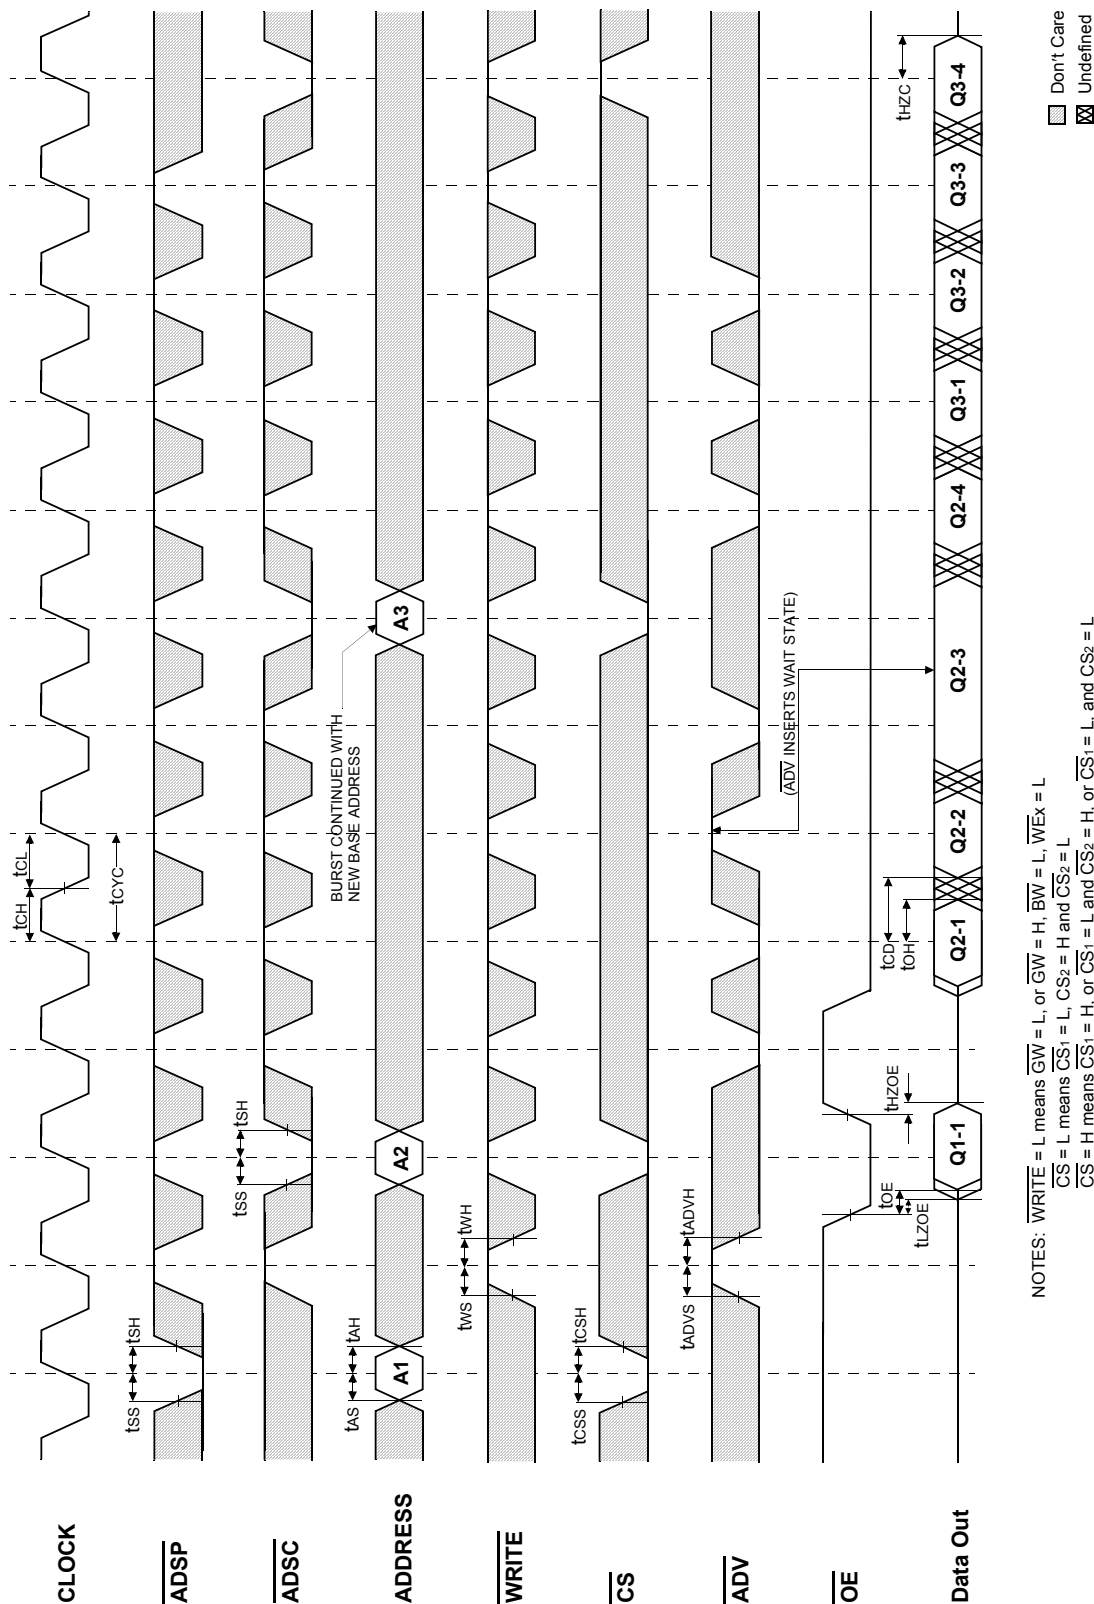 CLOCK
tCH
tCL
tCYC
ADSP
tSS
tSH
ADSC
tSS
tSH
ADDRESS
tAS
tAH
A1
A2
A3
BURST CONTINUED WITH
NEW BASE ADDRESS
WRITE
tWS
tWH
CS
tCSS
tCSH
ADV
tADVS
tADVH
(ADV INSERTS WAIT STATE)
OE
tOE
tLZOE
tHZOE
tCD
tOH
tHZC
Data Out
Q1-1
Q2-1
Q2-2
Q2-3
Q2-4
Q3-1
Q3-2
Q3-3
Q3-4
NOTES: WRITE = L means GW = L, or GW = H, BW = L, WEx = L
CS = L means CS1 = L, CS2 = H and CS2 = L
CS = H means CS1 = H, or CS1 = L and CS2 = H, or CS1 = L, and CS2 = L
Don't Care
Undefined